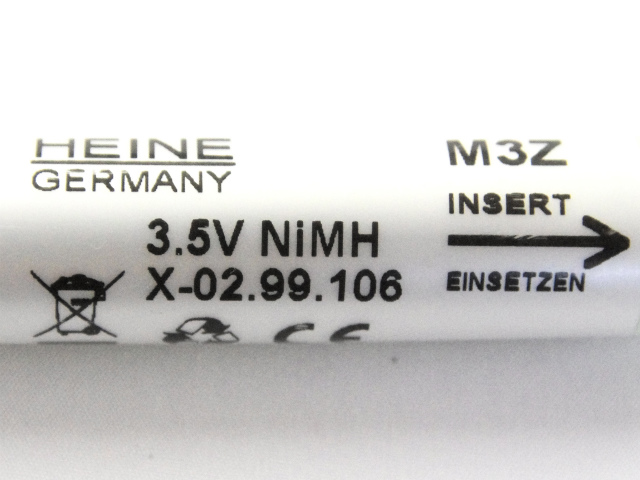 HEINE
GERMANY
3.5V NiMH
X-02.99.106
CE
M3Z
INSERT
EINSETZEN